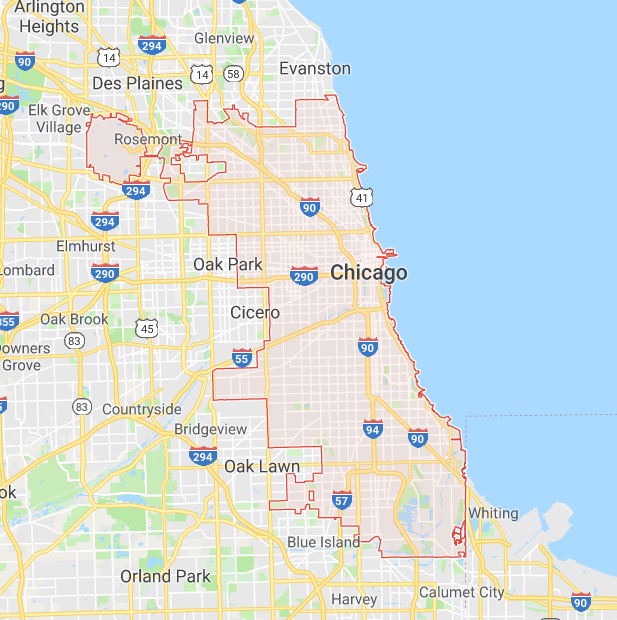 Arlington
Heights
Glenview
294
14
90
14
58
Evanston
Des Plaines
290
Elk Grove
Village
Rosemont
294
41
90
294
Elmhurst
Oak Park
Lombard
290
290
Chicago
Cicero
355
Oak Brook
45
83
90
Downers
Grove
55
83
Countryside
Bridgeview
94
90
294
Oak Lawn
57
Whiting
Blue Island
Orland Park
Calumet City
Harvey
90